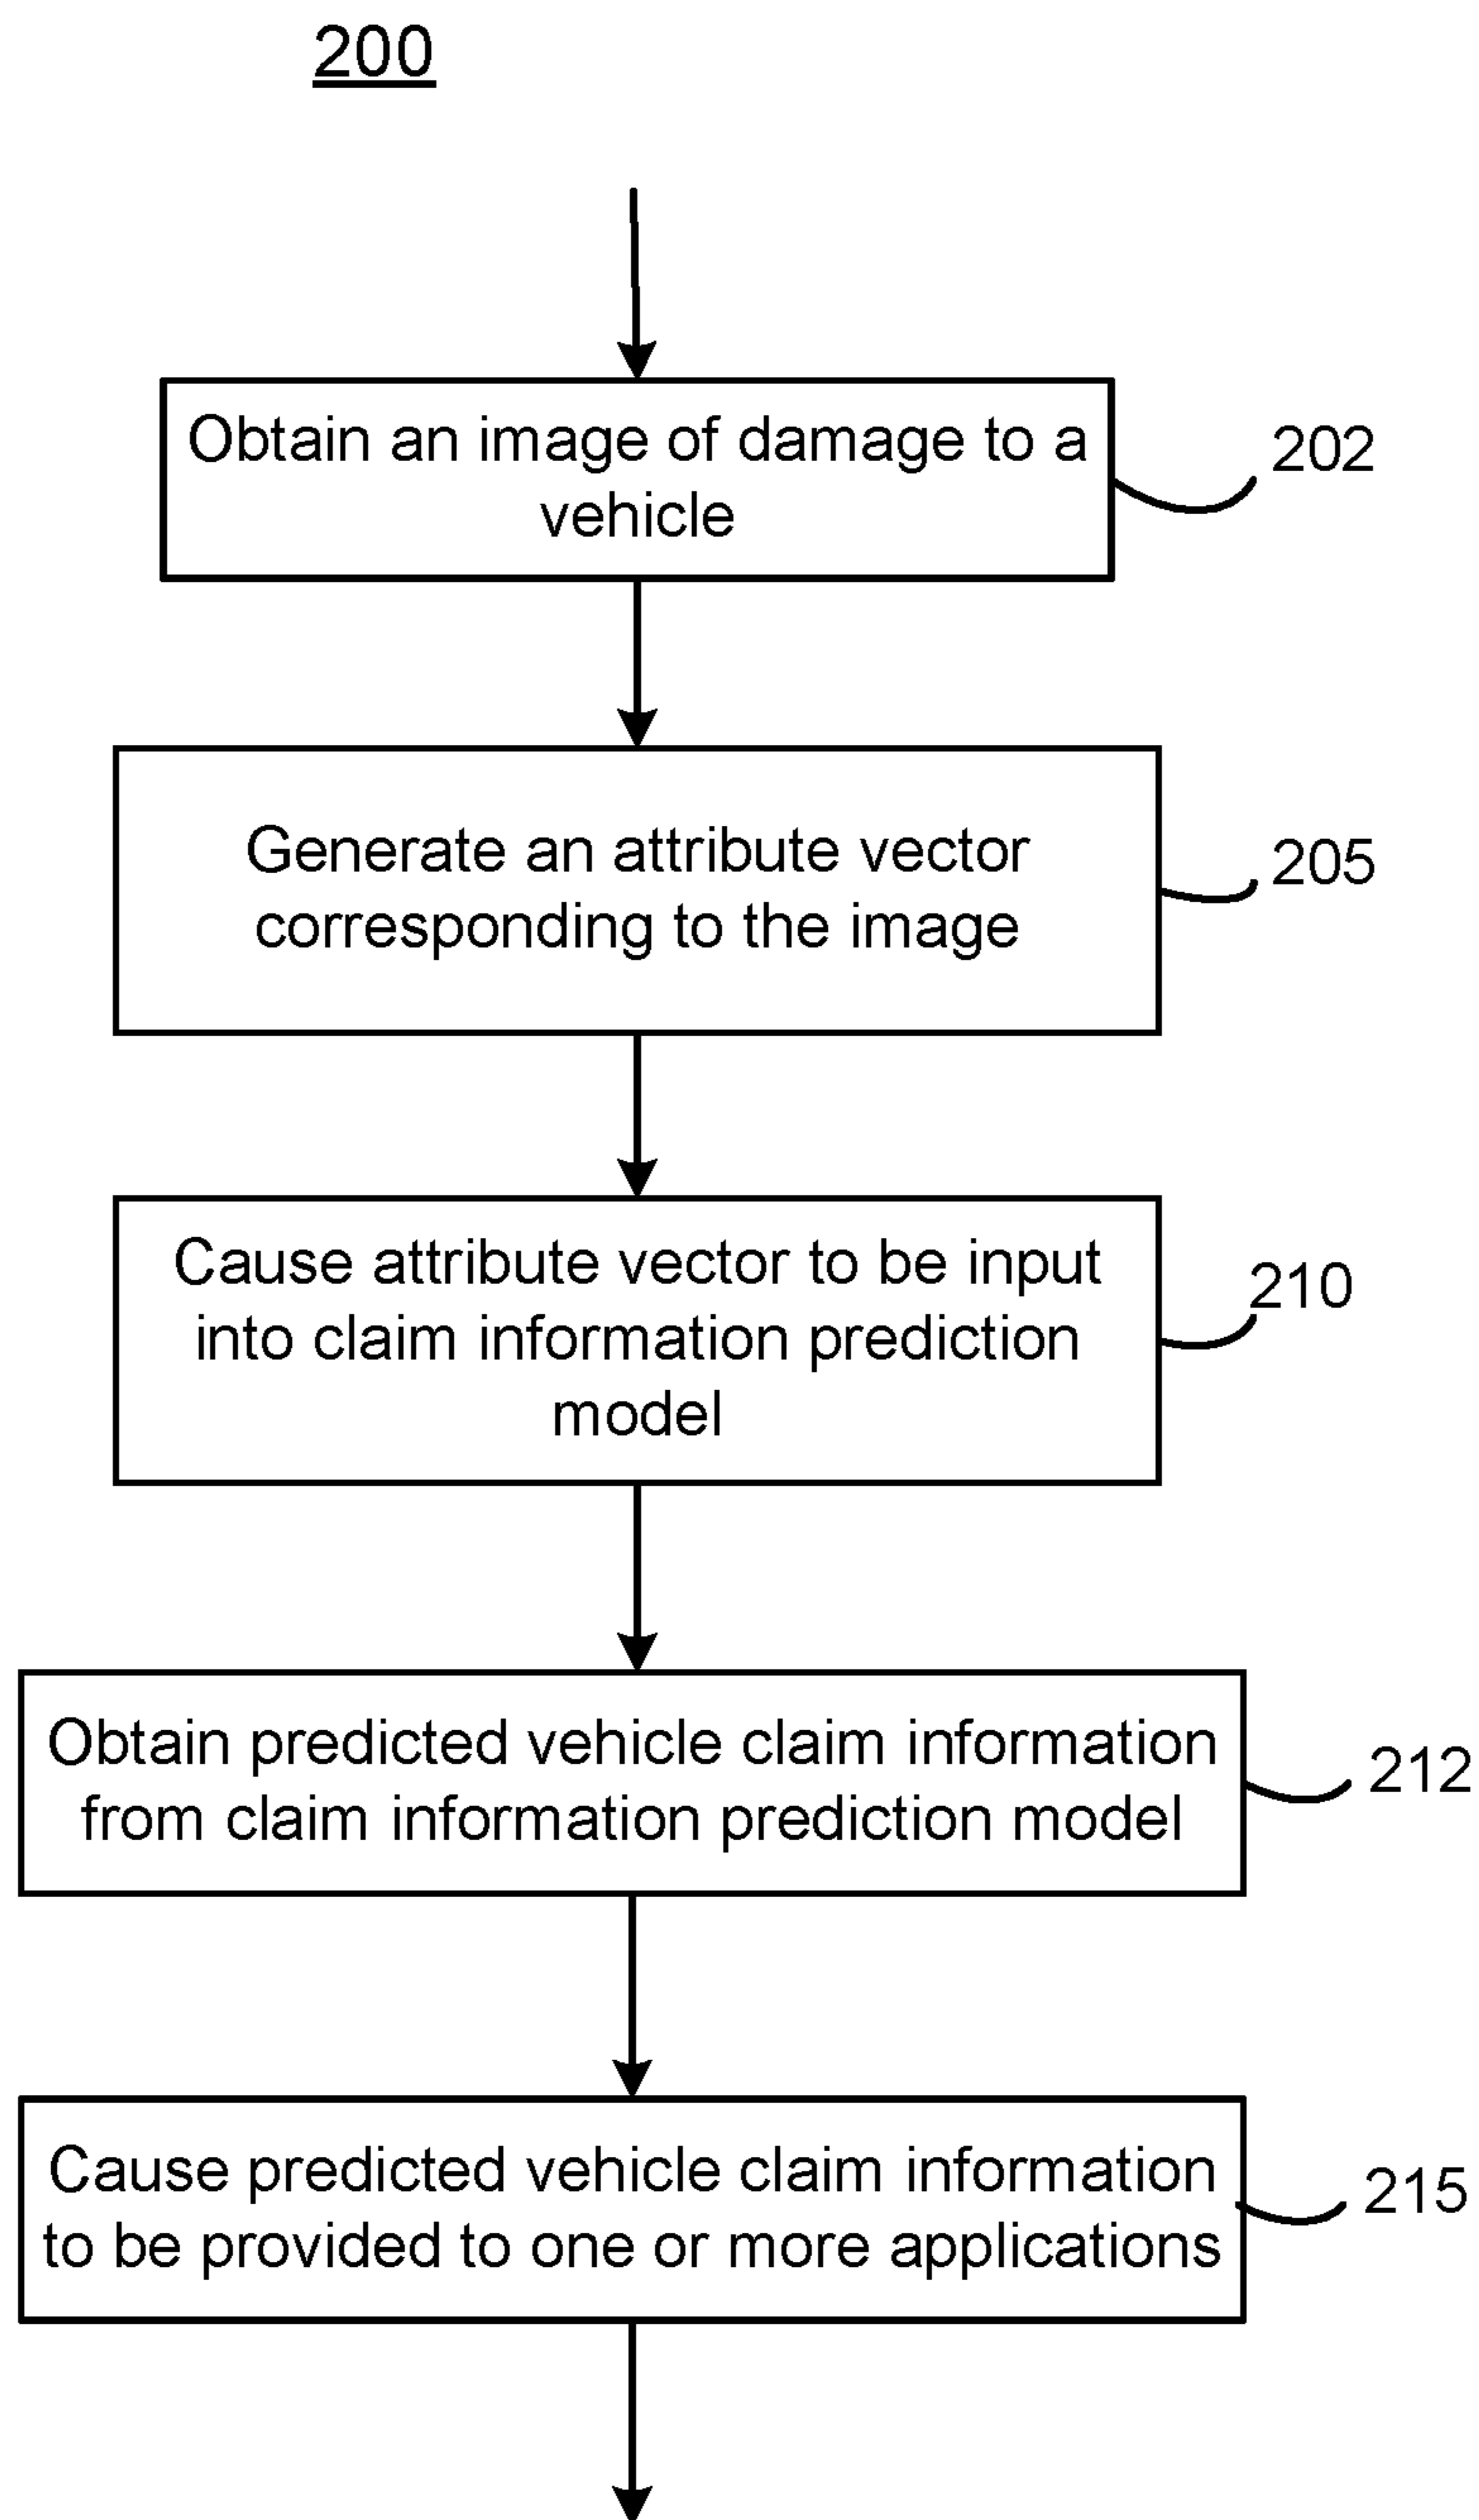 200
Obtain an image of damage to a
vehicle
202
Generate an attribute vector
corresponding to the image
205
Cause attribute vector to be input
into claim information prediction
model
210
Obtain predicted vehicle claim information
from claim information prediction model
212
Cause predicted vehicle claim information
to be provided to one or more applications
215